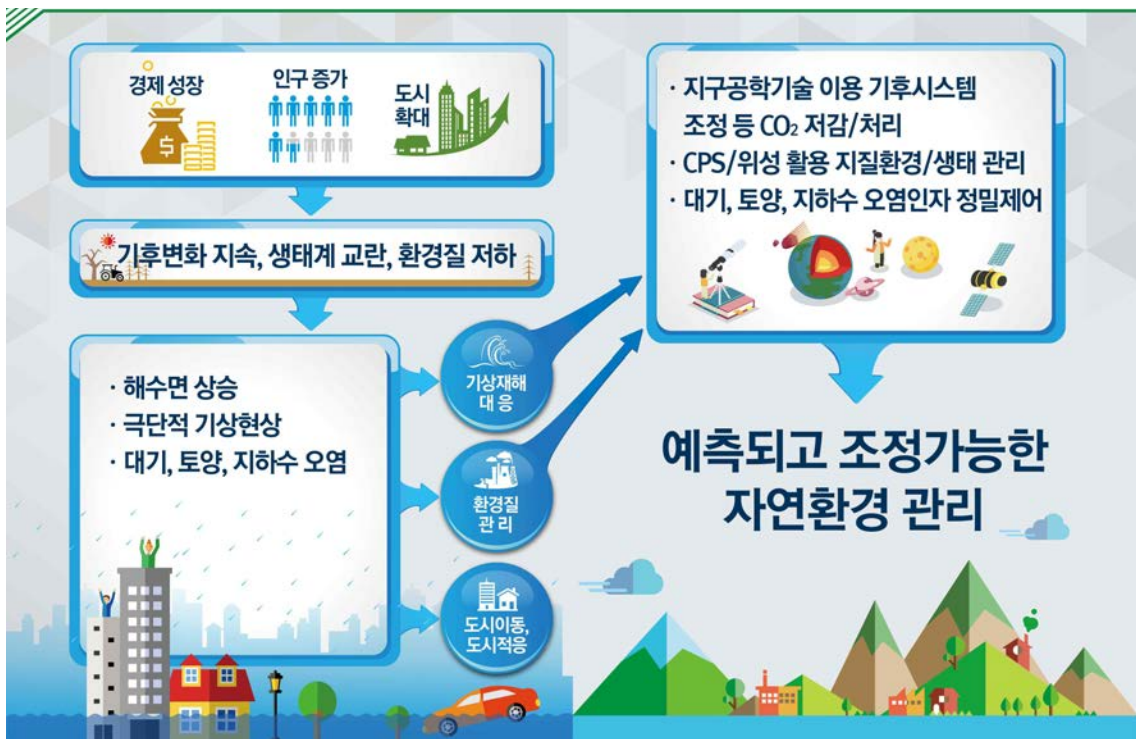 경제 성장
인구 증가
도시
확대
기후변화 지속, 생태계 교란, 환경질 저하
· 해수면 상승
· 극단적 기상현상
· 대기, 토양, 지하수 오염
기상재해
대응
환경질
관리
도시이동,
도시적응
· 지구공학기술 이용 기후시스템
조정 등 CO₂ 저감/처리
· CPS/위성 활용 지질환경/생태 관리
· 대기, 토양, 지하수 오염인자 정밀제어
예측되고 조정가능한
자연환경 관리